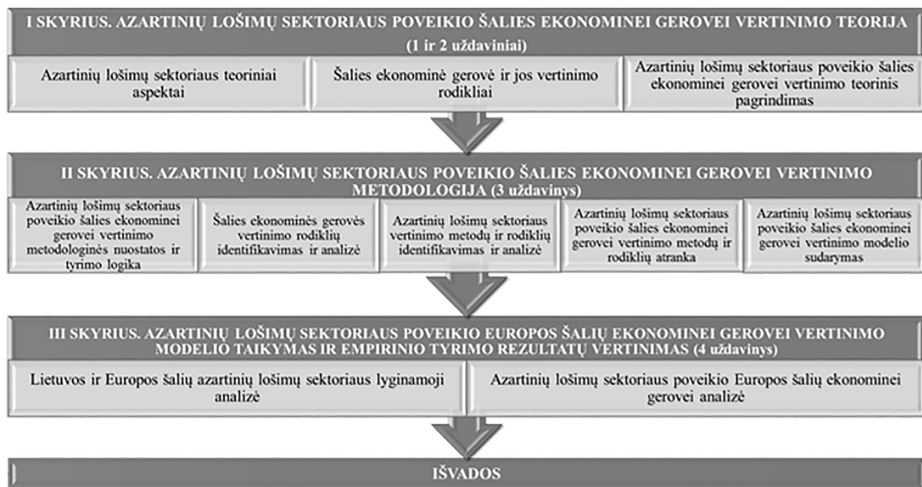 I SKYRIUS. AZARTINIŲ LOŠIMŲ SEKTORIAUS POVEIKIO ŠALIES EKONOMINEI GEROVEI VERTINIMO TEORIJA
(1 ir 2 uždaviniai)
Azartinių lošimų sektoriaus teoriniai
aspektai
Šalies ekonominė gerovė ir jos vertinimo
rodikliai
Azartinių lošimų sektoriaus poveikio šalies
ekonominei gerovei vertinimo teorinis
pagrindimas
II SKYRIUS. AZARTINIŲ LOŠIMŲ SEKTORIAUS POVEIKIO ŠALIES EKONOMINEI GEROVEI VERTINIMO
METODOLOGIJA (3 uždavinys)
Azartinių lošimų sektoriaus
poveikio šalies ekonominei
gerovei vertinimo
metodologinės nuostatos ir
tyrimo logika
Šalies ekonominės gerovės
vertinimo rodiklių
identifikavimas ir analizė
Azartinių lošimų sektoriaus
vertinimo metodų ir rodiklių
identifikavimas ir analizė
Azartinių lošimų sektoriaus
poveikio šalies ekonominei
gerovei vertinimo metodų ir
rodiklių atranka
Azartinių lošimų sektoriaus
poveikio šalies ekonominei
gerovei vertinimo modelio
sudarymas
III SKYRIUS. AZARTINIŲ LOŠIMŲ SEKTORIAUS POVEIKIO EUROPOS ŠALIŲ EKONOMINEI GEROVEI VERTINIMO
MODELIO TAIKYMAS IR EMPIRINIO TYRIMO REZULTATŲ VERTINIMAS (4 uždavinys)
Lietuvos ir Europos šalių azartinių lošimų sektoriaus lyginamoji
analizė
Azartinių lošimų sektoriaus poveikio Europos šalių ekonominei
gerovei analizė
IŠVADOS